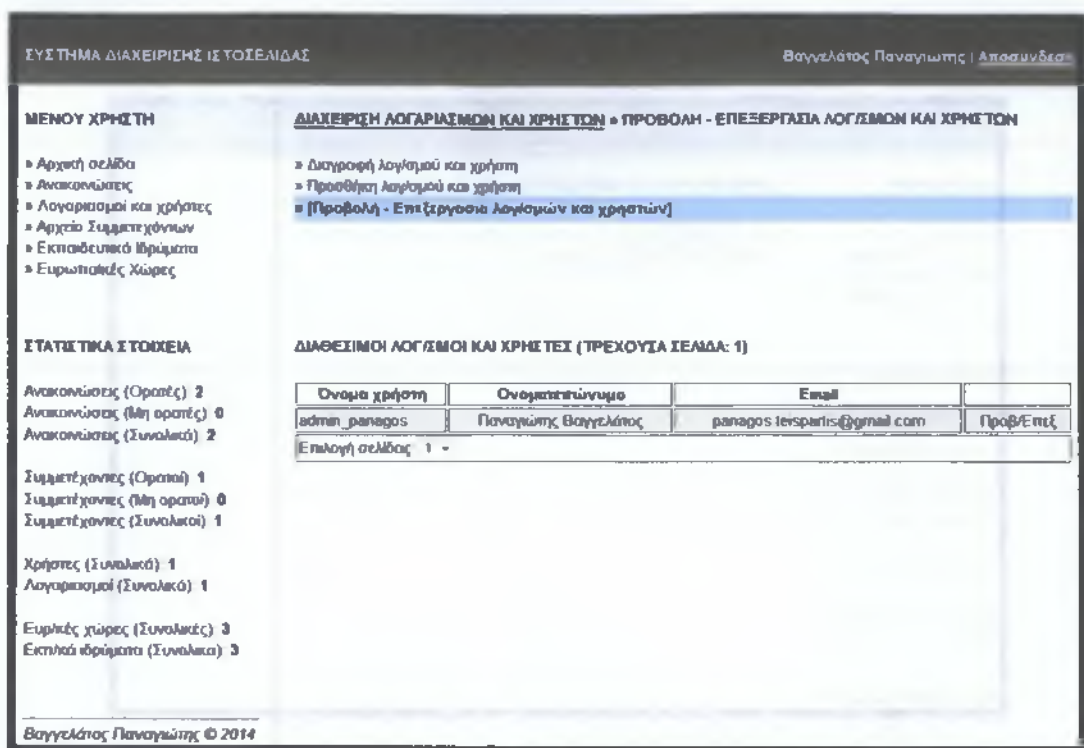 ΣΥΣΤΗΜΑ ΔΙΑΧΕΙΡΙΣΗΣ ΙΣΤΟΣΕΛΙΔΑΣ
Βαγγελάτος Παναγιωτης | Αποσυνδεσ
ΜΕΝΟΥ ΧΡΗΣΤΗ
» Αρχική σελίδα
» Ανακοινώσεις
» Λογαριασμοί και χρήστες
» Αρχείο Συμμετεχόντων
» Εκπαιδευτικά Ιδρύματα
» Ευρωπαϊκές Χώρες
ΔΙΑΧΕΙΡΙΣΗ ΛΟΓΑΡΙΑΣΜΩΝ ΚΑΙ ΧΡΗΣΤΩΝ » ΠΡΟΒΟΛΗ - ΕΠΕΞΕΡΓΑΣΙΑ ΛΟΓ/ΣΜΩΝ ΚΑΙ ΧΡΗΣΤΩΝ
» Διαγραφή λογ/σμού και χρήστη
» Προσθήκη λογ/σμού και χρήστη
» [Προβολή - Επεξεργασία λογ/σμών και χρηστών]
ΣΤΑΤΙΣΤΙΚΑ ΣΤΟΙΧΕΙΑ
Ανακοινώσεις (Ορατές) 2
Ανακοινώσεις (Μη ορατές) 0
Ανακοινώσεις (Συνολικά) 2
Συμμετέχοντες (Ορατοί) 1
Συμμετέχοντες (Μη ορατοί) 0
Συμμετέχοντες (Συνολικοί) 1
Χρήστες (Συνολικά) 1
Λογαριασμοί (Συνολικά) 1
Ευρ/κές χώρες (Συνολικές) 3
Εκπ/κά ιδρύματα (Συνολικα) 3
ΔΙΑΘΕΣΙΜΟΙ ΛΟΓ/ΣΜΟΙ ΚΑΙ ΧΡΗΣΤΕΣ (ΤΡΕΧΟΥΣΑ ΣΕΛΙΔΑ: 1)
Όνομα χρήστη Ονοματεπώνυμο Email
admin_panagos Παναγιώτης Βαγγελάτος panagos.teispartis@gmail.com Προβ/Επεξ
Επιλογή σελίδας 1
Βαγγελάτος Παναγιώτης © 2014